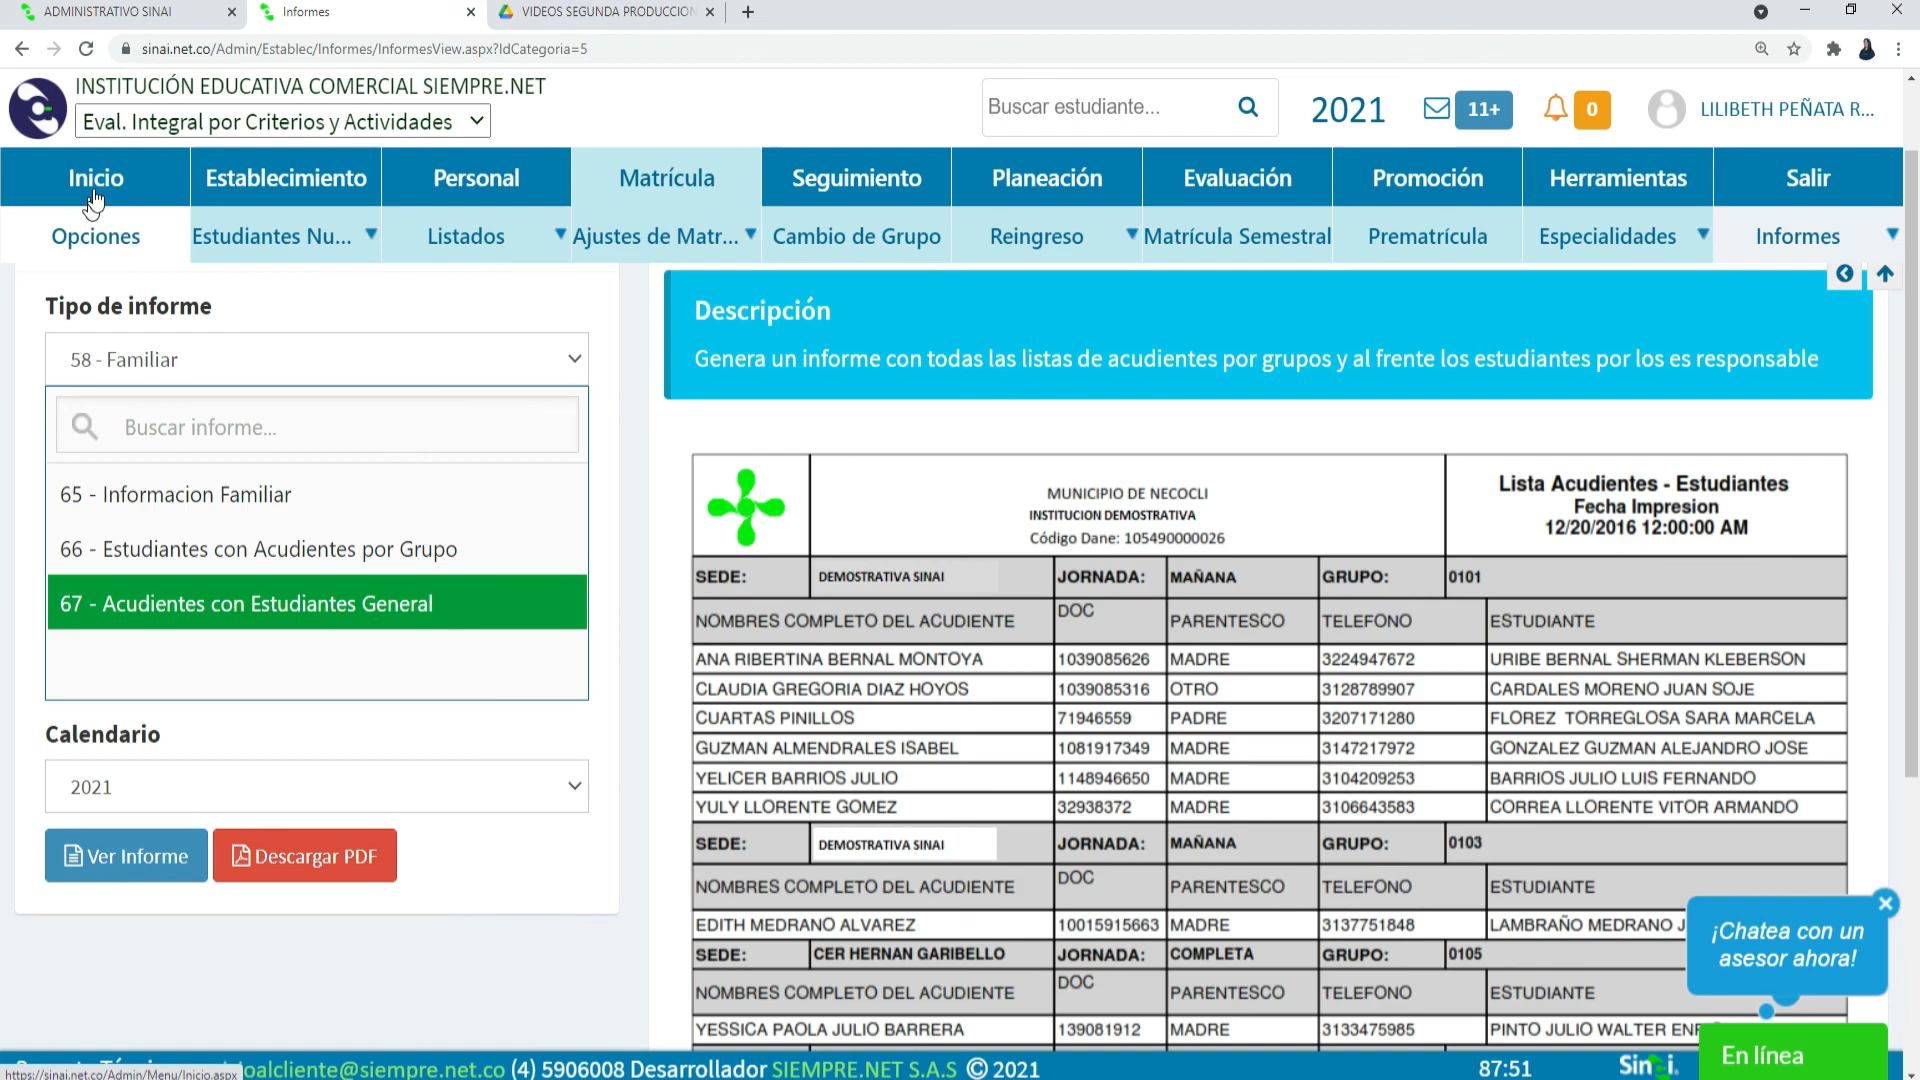 ADMINISTRATIVO SINAI
Informes
VIDEOS SEGUNDA PRODUCCION
sinai.net.co/Admin/Establec/Informes/InformesView.aspx?IdCategoria=5
INSTITUCIÓN EDUCATIVA COMERCIAL SIEMPRE.NET
Eval. Integral por Criterios y Actividades
Buscar estudiante...
2021
11+
0
LILIBETH PEÑATA R...
Inicio Establecimiento Personal Matrícula Seguimiento Planeación Evaluación Promoción Herramientas Salir
Opciones Estudiantes Nu... Listados Ajustes de Matr... Cambio de Grupo Reingreso Matrícula Semestral Prematrícula Especialidades Informes
Tipo de informe
58 - Familiar
Buscar informe...
65 - Informacion Familiar
66 - Estudiantes con Acudientes por Grupo
67 - Acudientes con Estudiantes General
Calendario
2021
Ver Informe Descargar PDF
Descripción
Genera un informe con todas las listas de acudientes por grupos y al frente los estudiantes por los es responsable
MUNICIPIO DE NECOCLI
INSTITUCION DEMOSTRATIVA
Código Dane: 105490000026
Lista Acudientes - Estudiantes
Fecha Impresion
12/20/2016 12:00:00 AM
SEDE: DEMOSTRATIVA SINAI JORNADA: MAÑANA GRUPO: 0101
NOMBRES COMPLETO DEL ACUDIENTE DOC PARENTESCO TELEFONO ESTUDIANTE
ANA RIBERTINA BERNAL MONTOYA 1039085626 MADRE 3224947672 URIBE BERNAL SHERMAN KLEBERSON
CLAUDIA GREGORIA DIAZ HOYOS 1039085316 OTRO 3128789907 CARDALES MORENO JUAN SOJE
CUARTAS PINILLOS 71946559 PADRE 3207171280 FLOREZ TORREGLOSA SARA MARCELA
GUZMAN ALMENDRALES ISABEL 1081917349 MADRE 3147217972 GONZALEZ GUZMAN ALEJANDRO JOSE
YELICER BARRIOS JULIO 1148946650 MADRE 3104209253 BARRIOS JULIO LUIS FERNANDO
YULY LLORENTE GOMEZ 32938372 MADRE 3106643583 CORREA LLORENTE VITOR ARMANDO
SEDE: DEMOSTRATIVA SINAI JORNADA: MAÑANA GRUPO: 0103
NOMBRES COMPLETO DEL ACUDIENTE DOC PARENTESCO TELEFONO ESTUDIANTE
EDITH MEDRANO ALVAREZ 10015915663 MADRE 3137751848 LAMBRAÑO MEDRANO J
SEDE: CER HERNAN GARIBELLO JORNADA: COMPLETA GRUPO: 0105
NOMBRES COMPLETO DEL ACUDIENTE DOC PARENTESCO TELEFONO ESTUDIANTE
YESSICA PAOLA JULIO BARRERA 139081912 MADRE 3133475985 PINTO JULIO WALTER
¡Chatea con un
asesor ahora!
En línea
oalcliente@siempre.net.co (4) 5906008 Desarrollador SIEMPRE.NET S.A.S © 2021
87:51
Sinai.
https://sinai.net.co/Admin/Menu/Inicio.aspx